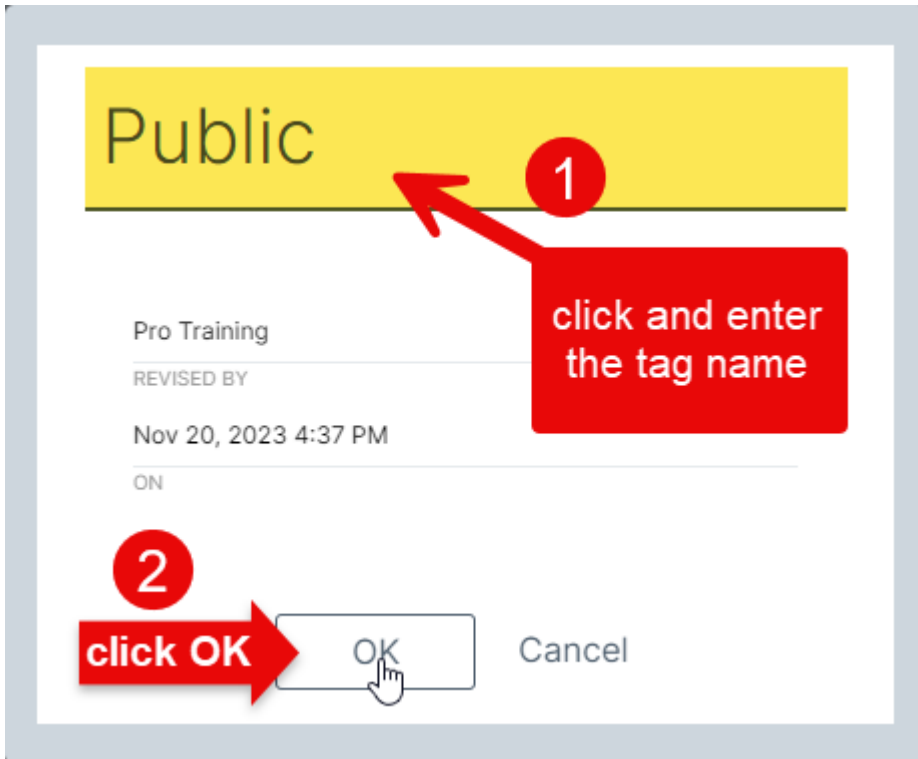 Public
1
click and enter
the tag name
Pro Training
REVISED BY
Nov 20, 2023 4:37 PM
ON
2
click OK
OK
Cancel